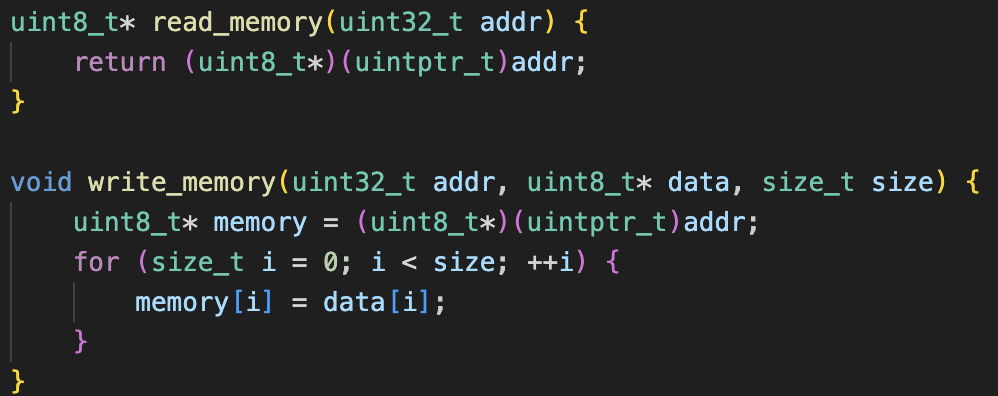 uint8_t* read_memory(uint32_t addr) {
    return (uint8_t*)(uintptr_t)addr;
}

void write_memory(uint32_t addr, uint8_t* data, size_t size) {
    uint8_t* memory = (uint8_t*)(uintptr_t)addr;
    for (size_t i = 0; i < size; ++i) {
        memory[i] = data[i];
    }
}